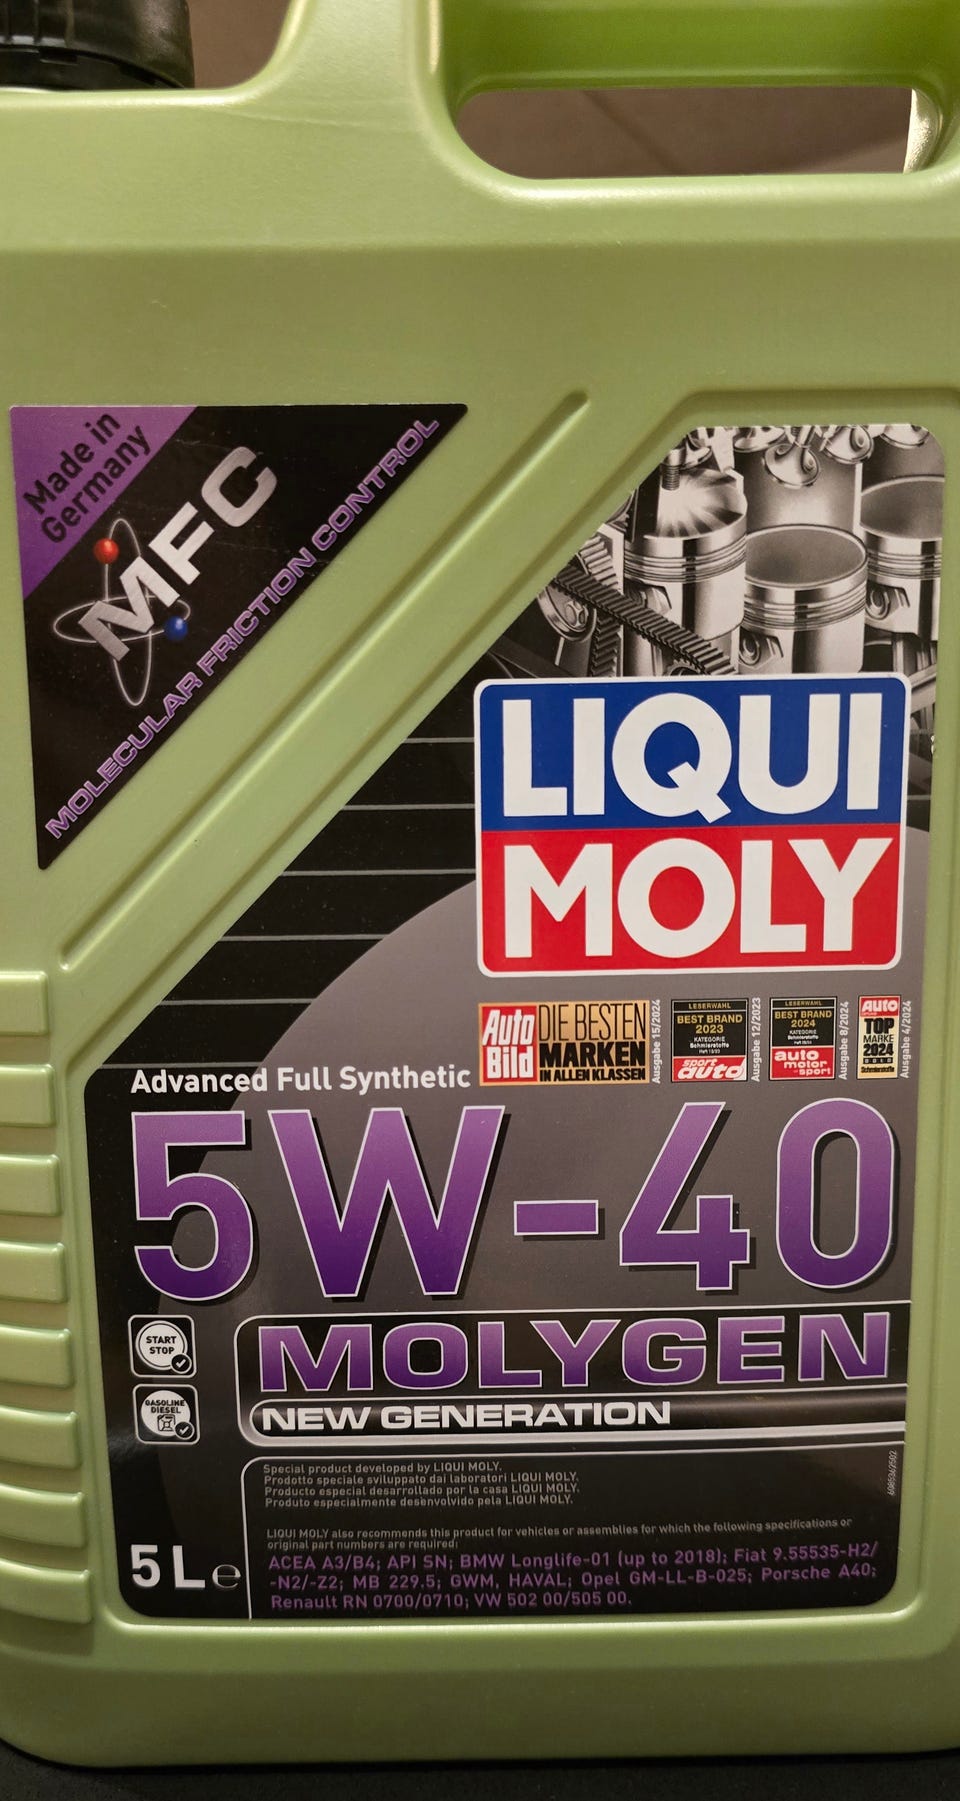 Made in
Germany
MFC
MOLECULAR FRICTION CONTROL
LIQUI
MOLY
Auto
Bild
DIE BESTEN
MARKEN
IN ALLEN KLASSEN
Ausgabe 15/2024
LESERWAHL
BEST BRAND
2023
KATEGORIE
Schmierstoffe
sport
auto
Ausgabe 12/2023
LESERWAHL
BEST BRAND
2024
KATEGORIE
Schmierstoffe
auto
motor
sport
Ausgabe 8/2024
Auto
TOP
MARKE
2024
Schmierstoffe
Ausgabe 4/2024
Advanced Full Synthetic
5W-40
START
STOP
MOLYGEN
GASOLINE
DIESEL
NEW GENERATION
Special product developed by LIQUI MOLY.
Prodotto speciale sviluppato dai laboratori LIQUI MOLY.
Producto especial desarrollado por la casa LIQUI MOLY.
Produto especialmente desenvolvido pela LIQUI MOLY.
LIQUI MOLY also recommends this product for vehicles or assemblies for which the following specifications or
original part numbers are required:
ACEA A3/B4; API SN; BMW Longlife-01 (up to 2018); Fiat 9.55535-H2/
-N2/-Z2; MB 229.5; GWM, HAVAL; Opel GM-LL-B-025; Porsche A40;
Renault RN 0700/0710; VW 502 00/505 00.
5 L e